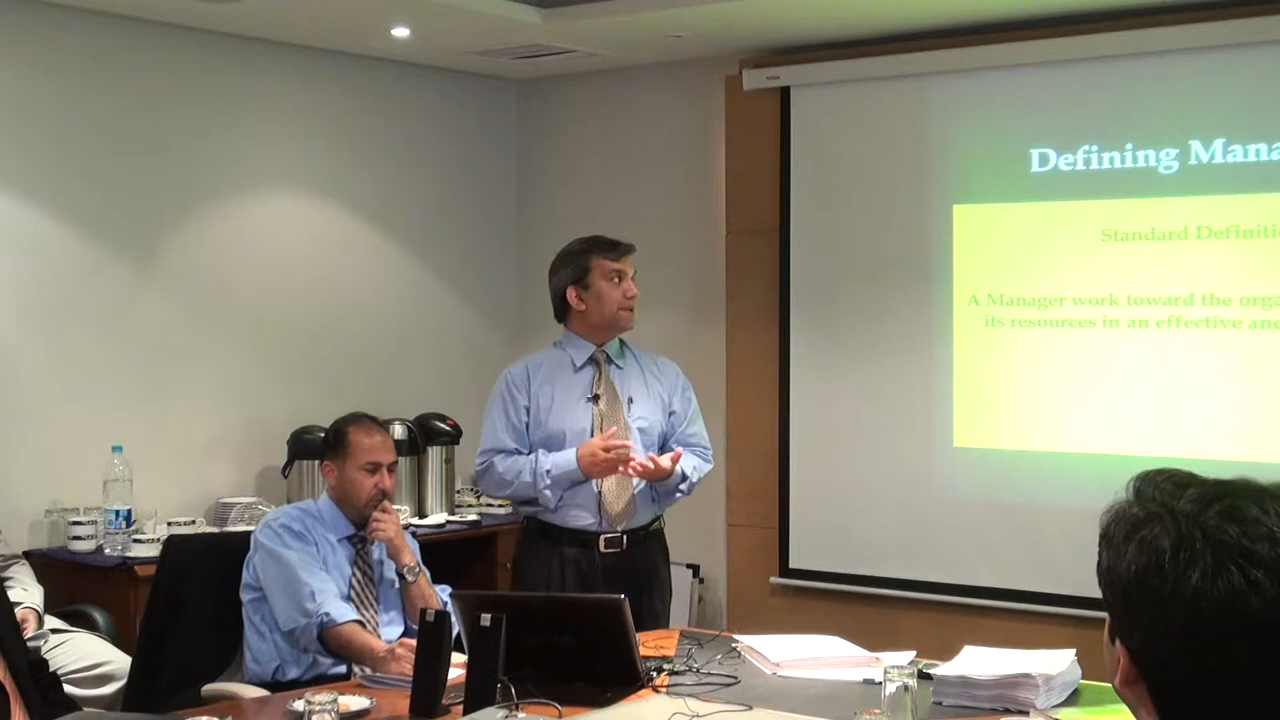 Defining Mana
Standard Definiti
A Manager work toward the orga
its resources in an effective and